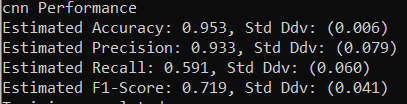 cnn Performance
Estimated Accuracy: 0.953, Std Ddv: (0.006)
Estimated Precision: 0.933, Std Ddv: (0.079)
Estimated Recall: 0.591, Std Ddv: (0.060)
Estimated F1-Score: 0.719, Std Ddv: (0.041)